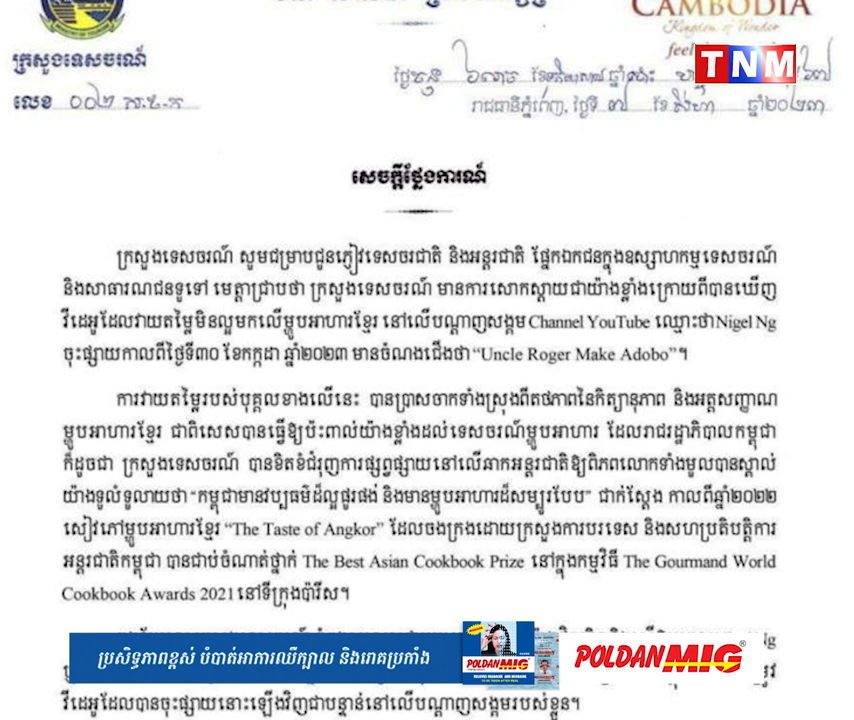 CAMBODIA
Kingdom of Wonder
feel
TNM
ក្រសួងទេសចរណ៍
លេខ ០០២
រាជធានីភ្នំពេញ, ថ្ងៃទី ៣៧ ខែ សីហា ឆ្នាំ២០២៣
សេចក្តីថ្លែងការណ៍
ក្រសួងទេសចរណ៍ សូមជម្រាបជូនភ្ញៀវទេសចរជាតិ និងអន្តរជាតិ ផ្នែកឯកជនក្នុងឧស្សាហកម្មទេសចរណ៍
និងសាធារណជនទូទៅ មេត្តាជ្រាបថា ក្រសួងទេសចរណ៍ មានការសោកស្តាយជាយ៉ាងខ្លាំងក្រោយពីបានឃើញ
វីដេអូដែលវាយតម្លៃមិនល្អមកលើម្ហូបអាហារខ្មែរ នៅលើបណ្តាញសង្គម Channel YouTube ឈ្មោះថា Nigel Ng
ចុះផ្សាយកាលពីថ្ងៃទី៣០ ខែកក្កដា ឆ្នាំ២០២៣ មានចំណងជើងថា “Uncle Roger Make Adobo”។
ការវាយតម្លៃរបស់បុគ្គលខាងលើនេះ បានប្រាសចាកទាំងស្រុងពីតថភាពនៃកិត្យានុភាព និងអត្តសញ្ញាណ
ម្ហូបអាហារខ្មែរ ជាពិសេសបានធ្វើឱ្យប៉ះពាល់យ៉ាងខ្លាំងដល់ទេសចរណ៍ម្ហូបអាហារ ដែលរាជរដ្ឋាភិបាលកម្ពុជា
ក៏ដូចជា ក្រសួងទេសចរណ៍ បានខិតខំជំរុញការផ្សព្វផ្សាយនៅលើឆាកអន្តរជាតិឱ្យពិភពលោកទាំងមូលបានស្គាល់
យ៉ាងទូលំទូលាយថា “កម្ពុជាមានវប្បធម៌ដ៏ល្អផូរផង់ និងមានម្ហូបអាហារដ៏សម្បូរបែប” ជាក់ស្តែង កាលពីឆ្នាំ២០២២
សៀវភៅម្ហូបអាហារខ្មែរ “The Taste of Angkor” ដែលចងក្រងដោយក្រសួងការបរទេស និងសហប្រតិបត្តិការ
អន្តរជាតិកម្ពុជា បានជាប់ចំណាត់ថ្នាក់ The Best Asian Cookbook Prize នៅក្នុងកម្មវិធី The Gourmand World
Cookbook Awards 2021 នៅទីក្រុងប៉ារីស។
ប្រសិទ្ធភាពខ្ពស់ បំបាត់អាការឈឺក្បាល និងរោគប្រកាំង
POLDAN MIG
POLDANMIG®
វីដេអូដែលបានចុះផ្សាយនោះឡើងវិញជាបន្ទាន់នៅលើបណ្តាញសង្គមរបស់ខ្លួន។